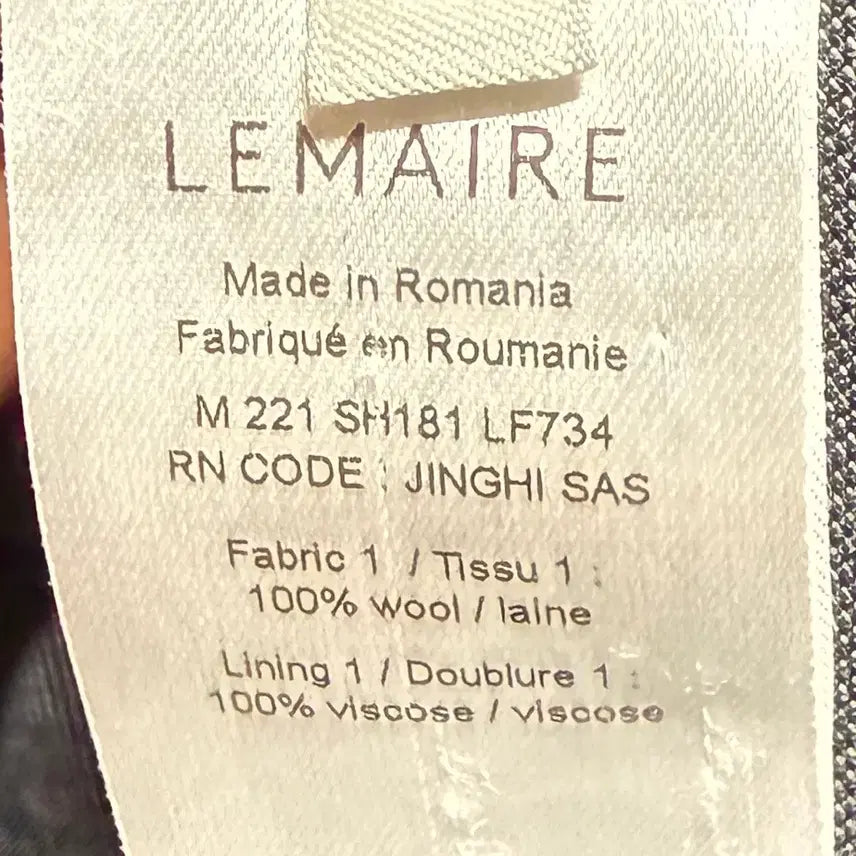 LEMAIRE
Made in Romania
Fabriqué en Roumanie
M 221 SH181 LF734
RN CODE : JINGHI SAS
Fabric 1 / Tissu 1 :
100% wool / laine
Lining 1 / Doublure 1 :
100% viscose / viscose